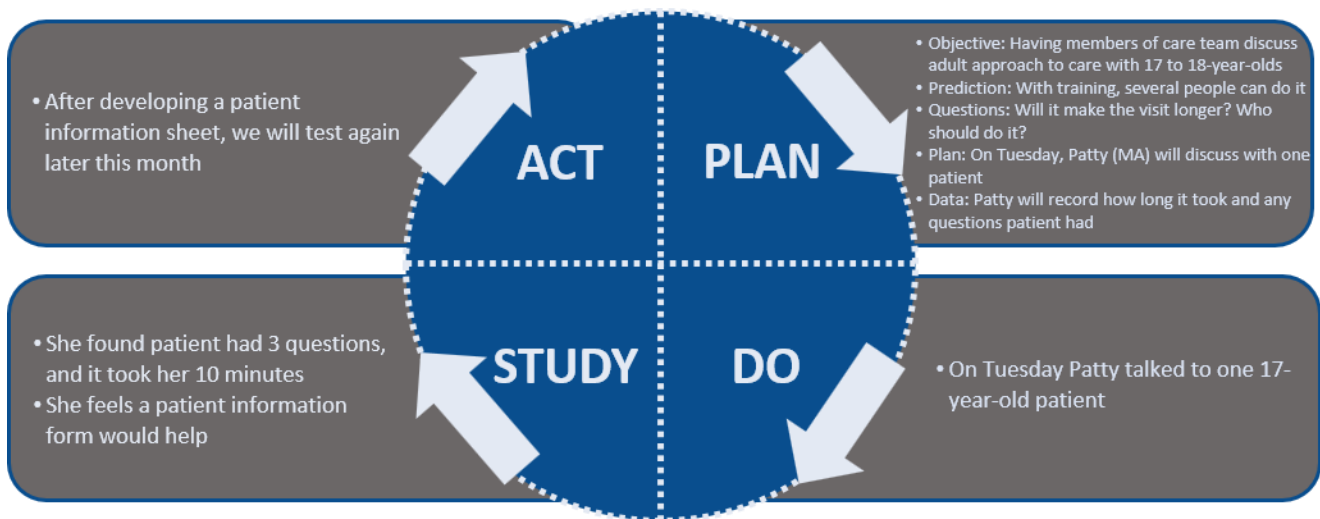 • After developing a patient
information sheet, we will test again
later this month
ACT
PLAN
• Objective: Having members of care team discuss
adult approach to care with 17 to 18-year-olds
• Prediction: With training, several people can do it
• Questions: Will it make the visit longer? Who
should do it?
• Plan: On Tuesday, Patty (MA) will discuss with one
patient
• Data: Patty will record how long it took and any
questions patient had
• She found patient had 3 questions,
and it took her 10 minutes
• She feels a patient information
form would help
STUDY
DO
• On Tuesday Patty talked to one 17-
year-old patient